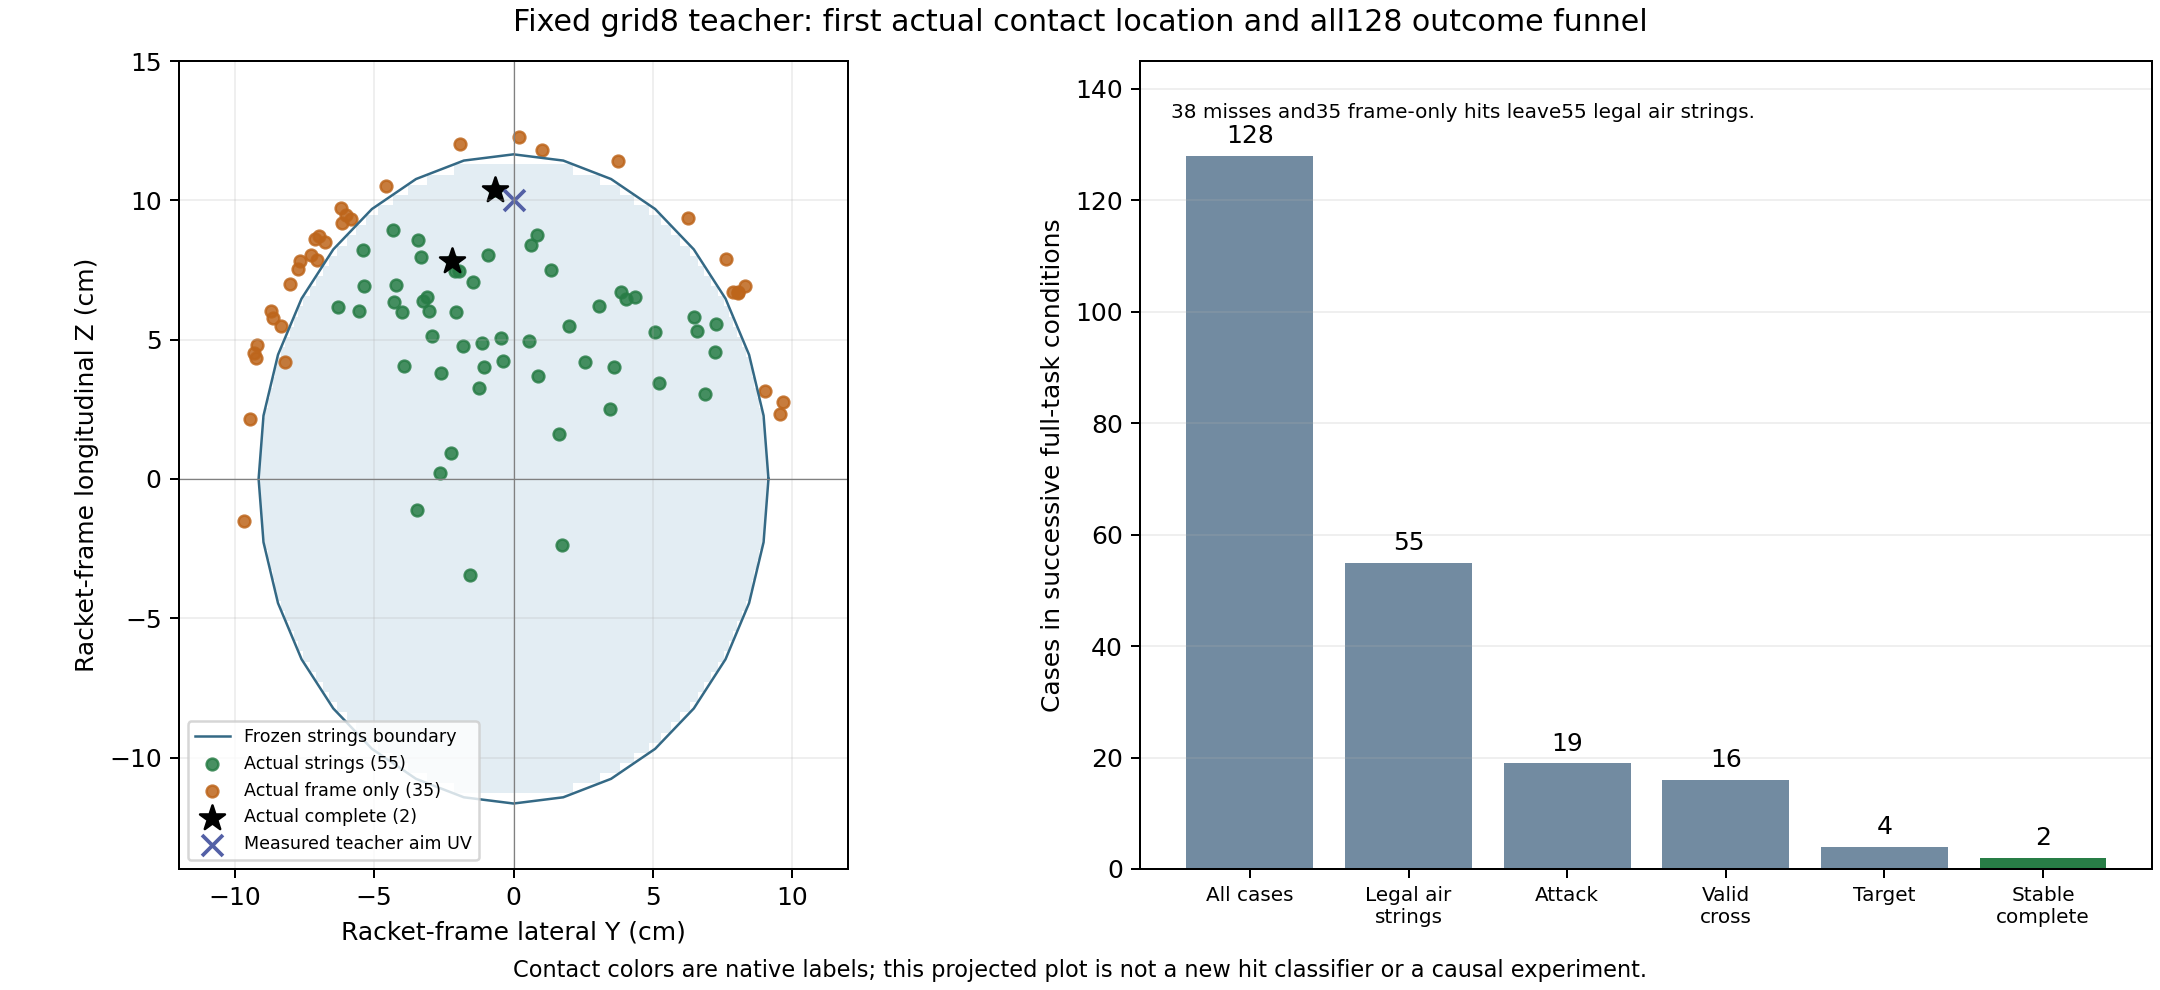 Fixed grid8 teacher: first actual contact location and all128 outcome funnel
Racket-frame longitudinal Z (cm)
15
10
5
0
−5
−10
Frozen strings boundary
Actual strings (55)
Actual frame only (35)
Actual complete (2)
Measured teacher aim UV
−10
−5
0
5
10
Racket-frame lateral Y (cm)
Cases in successive full-task conditions
140
120
100
80
60
40
20
0
38 misses and35 frame-only hits leave55 legal air strings.
128
55
19
16
4
2
All cases
Legal air
strings
Attack
Valid
cross
Target
Stable
complete
Contact colors are native labels; this projected plot is not a new hit classifier or a causal experiment.